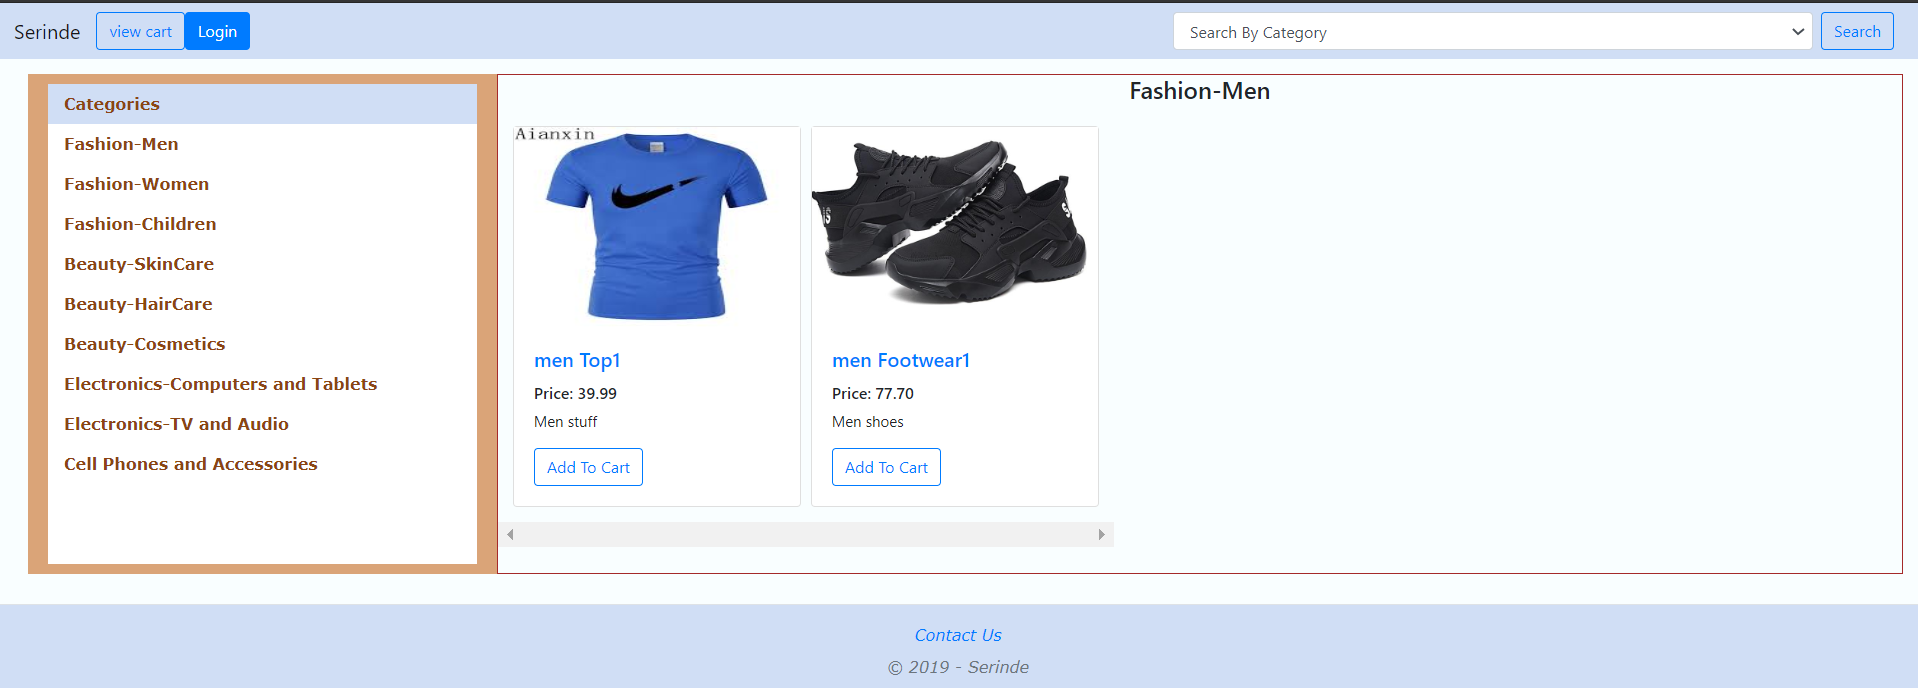 Serinde
view cart
Login
Search By Category
Search
Categories
Fashion-Men
Fashion-Women
Fashion-Children
Beauty-SkinCare
Beauty-HairCare
Beauty-Cosmetics
Electronics-Computers and Tablets
Electronics-TV and Audio
Cell Phones and Accessories
Fashion-Men
Aianxin
men Top1
Price: 39.99
Men stuff
Add To Cart
men Footwear1
Price: 77.70
Men shoes
Add To Cart
Contact Us
© 2019 - Serinde